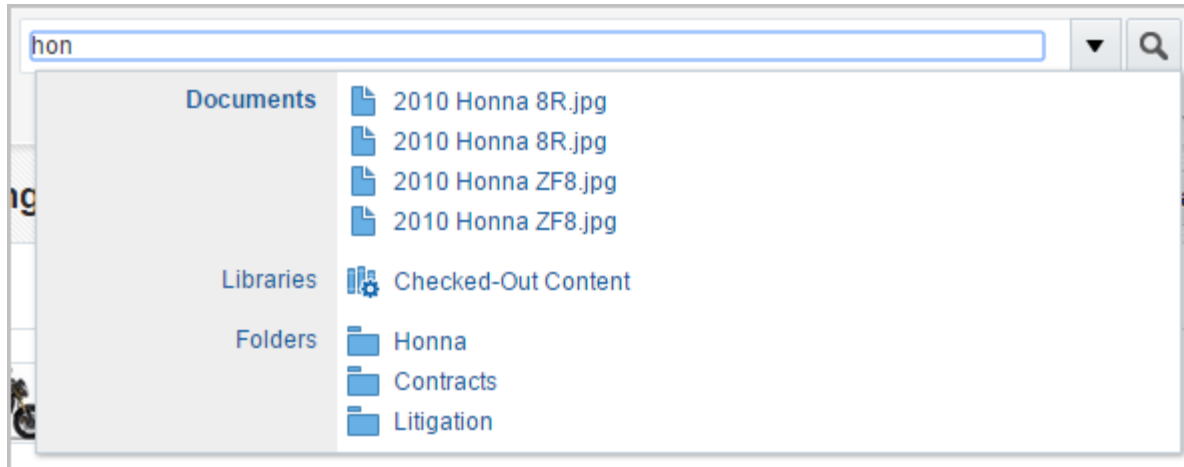 hon
Documents
2010 Honna 8R.jpg
2010 Honna 8R.jpg
2010 Honna ZF8.jpg
2010 Honna ZF8.jpg
Libraries
Checked-Out Content
Folders
Honna
Contracts
Litigation